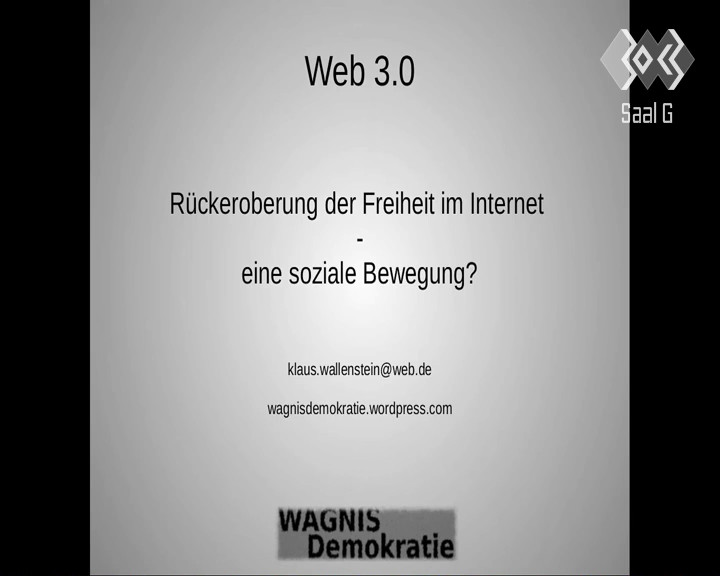 Web 3.0
Saal G
Rückeroberung der Freiheit im Internet
-
eine soziale Bewegung?
klaus.wallenstein@web.de
wagnisdemokratie.wordpress.com
WAGNIS
Demokratie